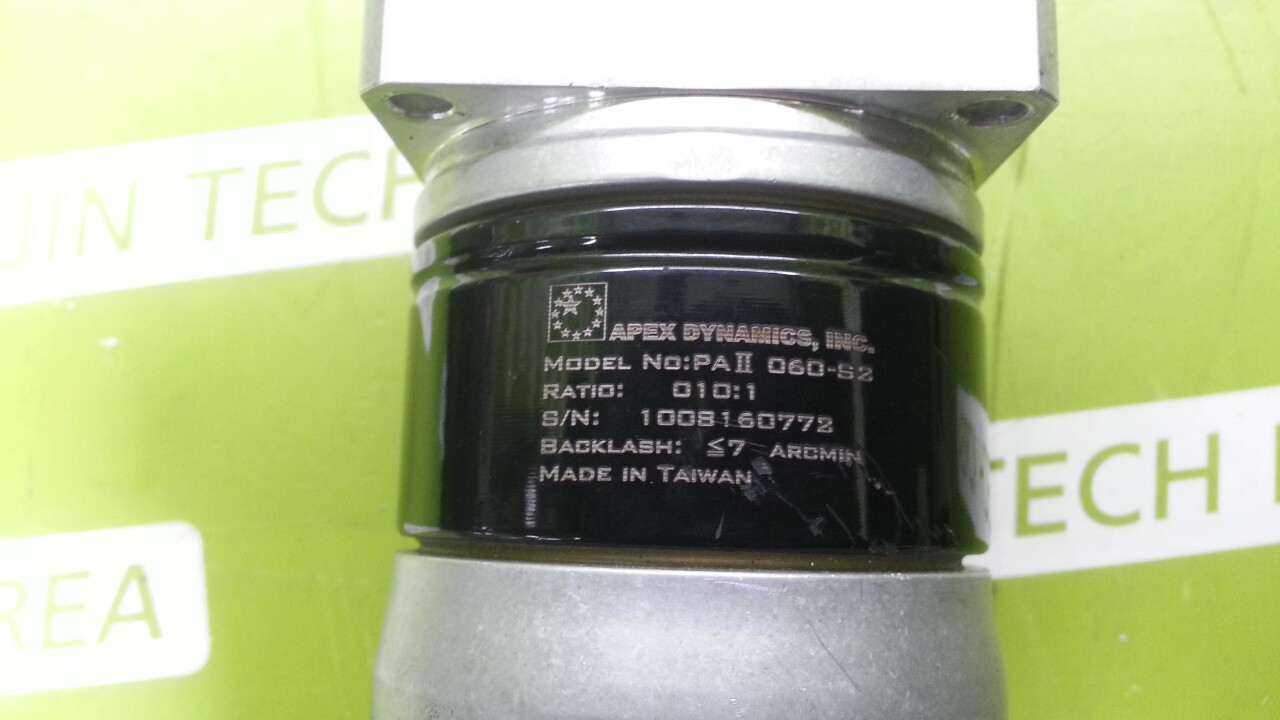 JIN TECH
APEX DYNAMICS, INC.
MODEL NO:PAⅡ 060-S2
RATIO: 010:1
S/N: 1008160772
BACKLASH: ≦7 ARCMIN
MADE IN TAIWAN
TECH
REA